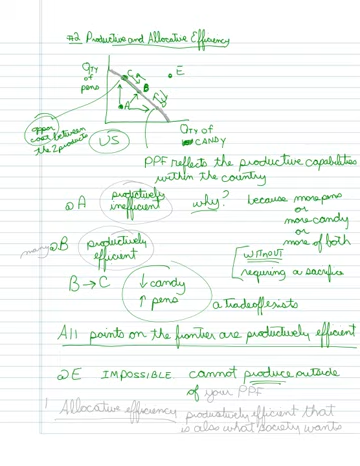 #2 Productive and Allocative Efficiency
QTY
of
pens
C
B
A
E
oppor
cost between
the 2 products
US
QTY OF
CANDY
PPF reflects the productive capabilities
within the country
@ A productively inefficient why? because more pens
or
more candy
or
more of both
many @ B productively efficient
WITHOUT
requiring a sacrifice
B → C ↓ candy
↑ pens
a tradeoff exists
All points on the frontier are productively efficient
@ E IMPOSSIBLE cannot produce outside
of your PPF
Allocative efficiency productively efficient that
is also what society wants